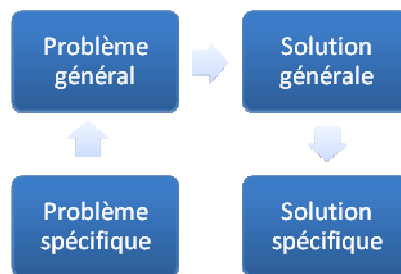 Problème
général
Solution
générale
Problème
spécifique
Solution
spécifique